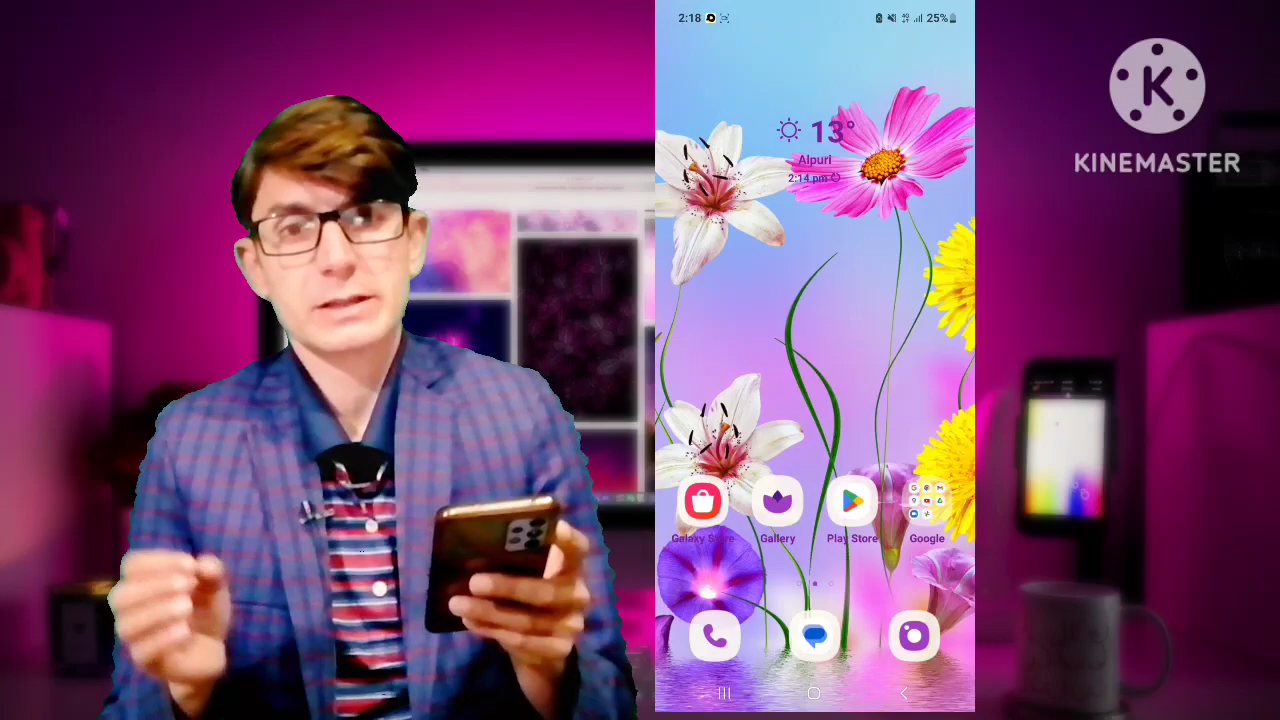 2:18
25%
13°
Alpuri
2:14 pm
Galaxy Store
Gallery
Play Store
Google
KINEMASTER